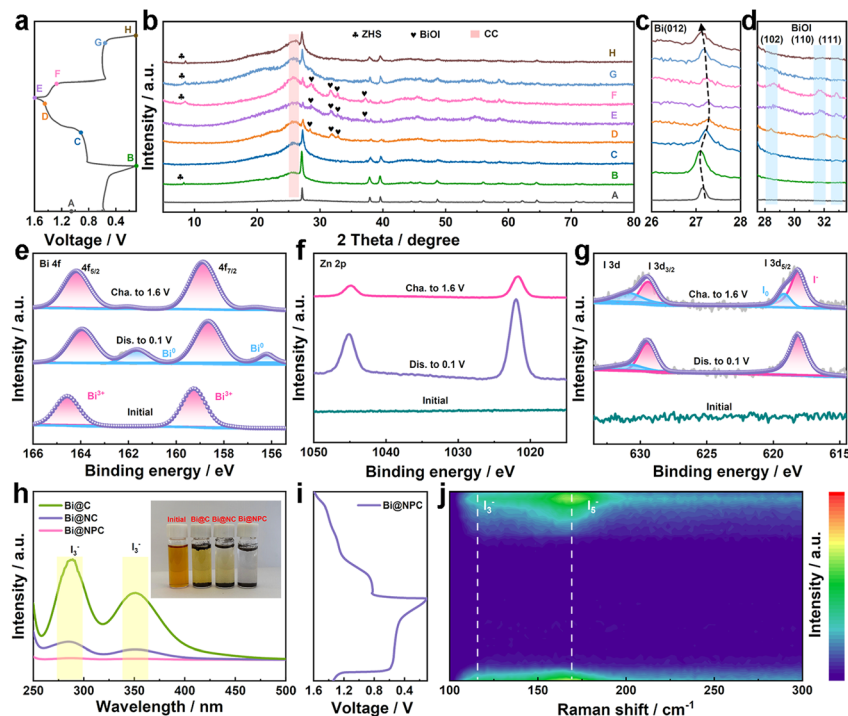 a
H
G
F
E
D
C
B
A
1.6 1.2 0.8 0.4
Voltage / V
b
Intensity / a.u.
♣ ZHS ♥ BiOI CC
H
G
F
E
D
C
B
A
10 20 30 40 50 60 70 80
2 Theta / degree
c
Bi(012)
26 27 28
d
BiOI
(102) (110) (111)
28 30 32
e
Intensity / a.u.
Bi 4f
4f5/2
4f7/2
Cha. to 1.6 V
Dis. to 0.1 V
Bi0
Bi0
Bi3+
Bi3+
Initial
166 164 162 160 158 156
Binding energy / eV
f
Intensity / a.u.
Zn 2p
Cha. to 1.6 V
Dis. to 0.1 V
Initial
1050 1040 1030 1020
Binding energy / eV
g
Intensity / a.u.
I 3d
I 3d3/2
I 3d5/2
I-
I0
Cha. to 1.6 V
Dis. to 0.1 V
Initial
630 625 620 615
Binding energy / eV
h
Intensity / a.u.
Bi@C
Bi@NC
Bi@NPC
I3-
I3-
Initial Bi@C Bi@NC Bi@NPC
250 300 350 400 450 500
Wavelength / nm
i
Bi@NPC
1.6 1.2 0.8 0.4
Voltage / V
j
I3-
I5-
100 150 200 300
Raman shift / cm-1
Intensity / a.u.